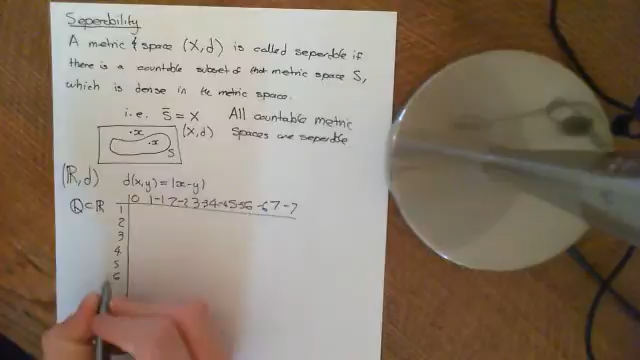 Seperability
A metric space (X,d) is called seperable if
there is a countable subset of that metric space S,
which is dense in the metric space.
i.e. S̄ = X All countable metric
(X,d) Spaces are seperable
·x ·x S
(ℝ,d) d(x,y)=|x-y|
ℚ⊂ℝ 0 1 -1 2 -2 3 -3 4 -4 5 -5 6 -6 7 -7
1
2
3
4
5
6